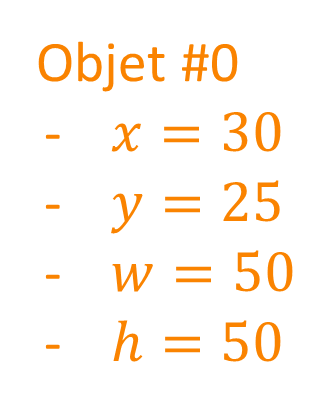 Objet #0
- x = 30
- y = 25
- w = 50
- h = 50